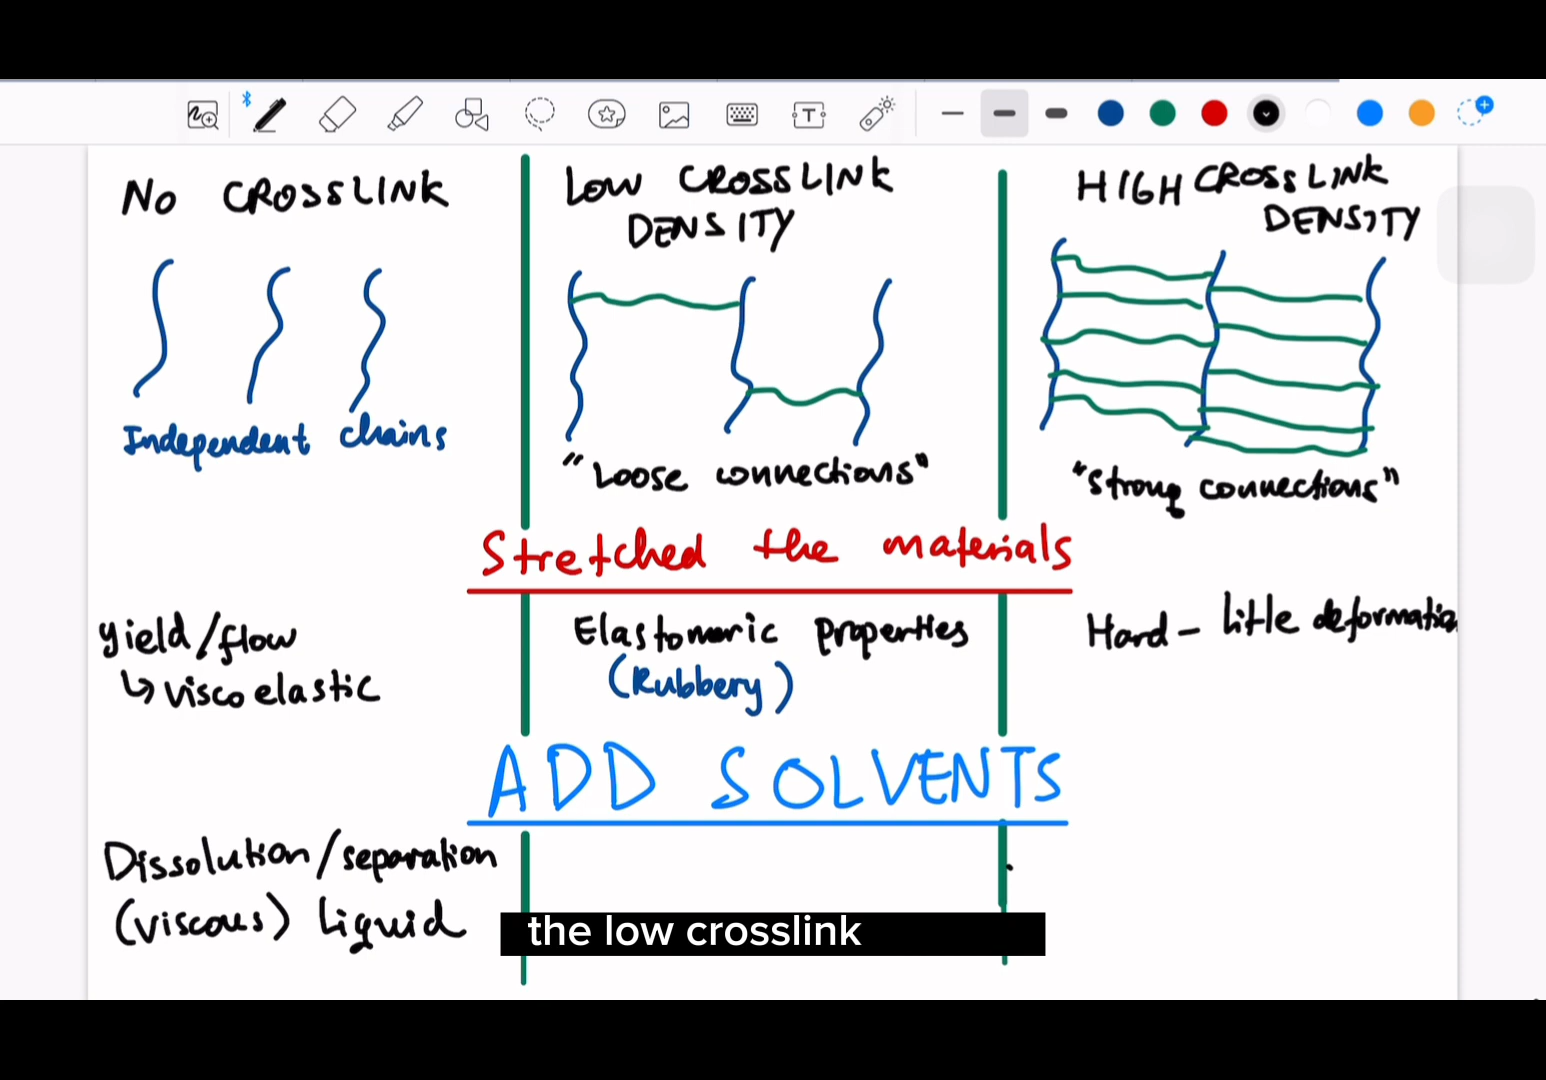 No CROSSLINK
Low CROSSLINK
DENSITY
HIGH CROSSLINK
DENSITY
Independent chains
"Loose connections"
"Strong connections"
Stretched the materials
yield/flow
↳ viscoelastic
Elastomeric properties
(Rubbery)
Hard - little deformation
ADD SOLVENTS
Dissolution/separation
(viscous) liquid
the low crosslink